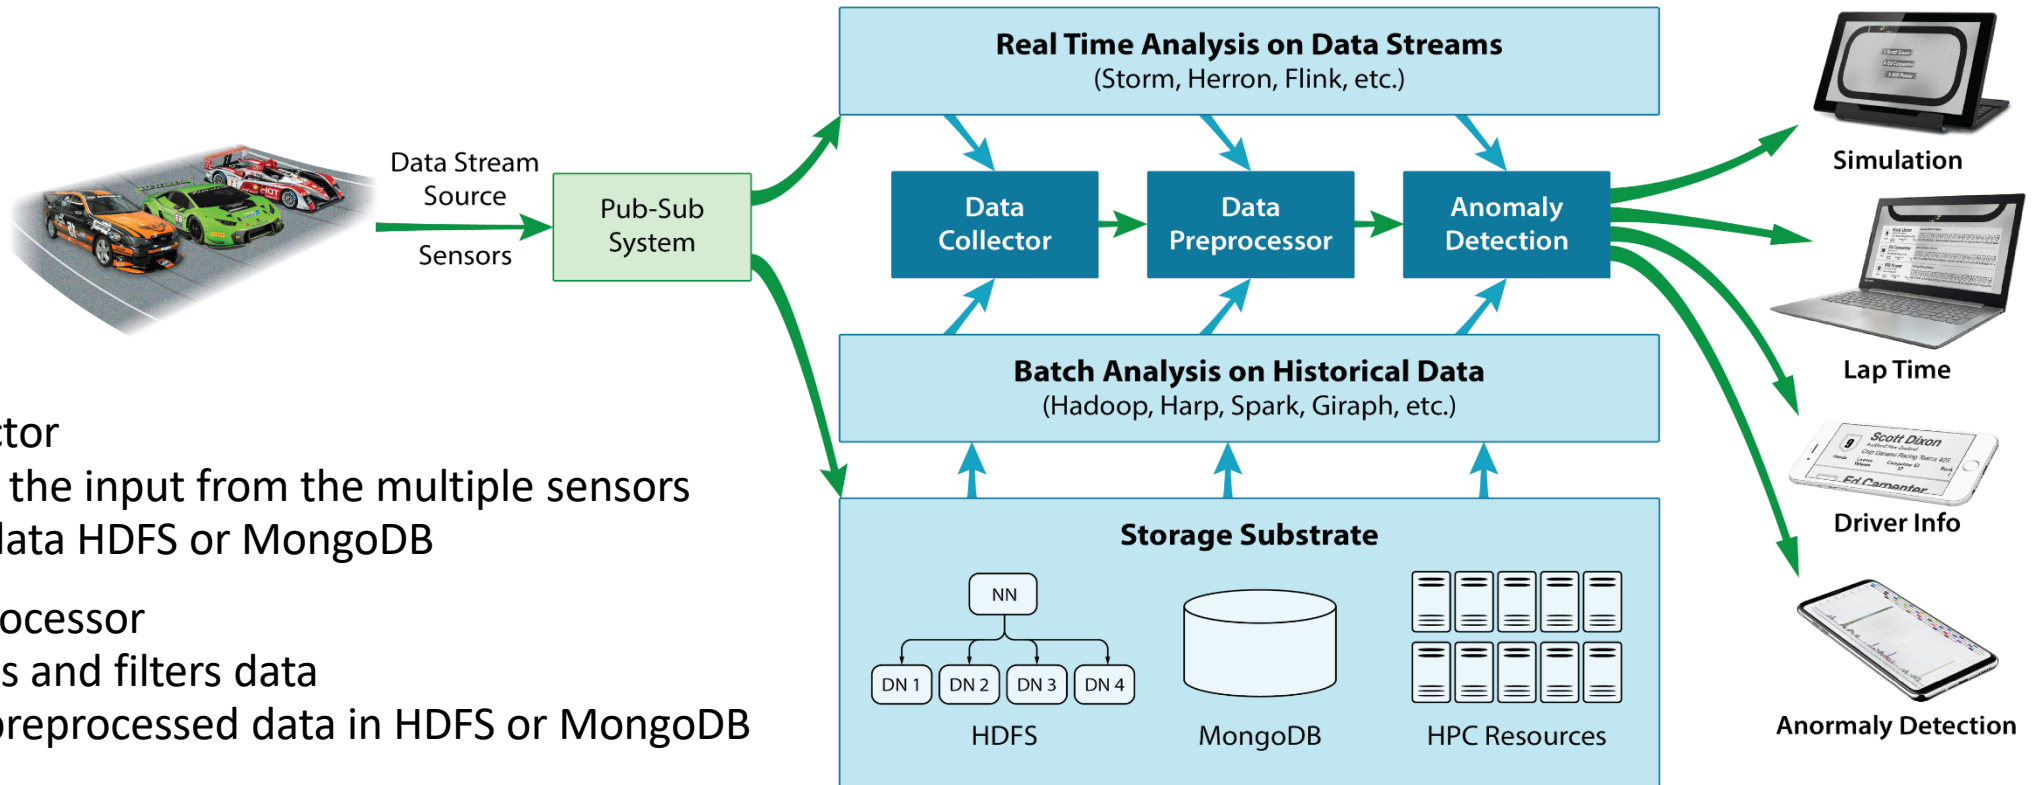 Real Time Analysis on Data Streams
(Storm, Herron, Flink, etc.)
Data Stream
Source
Sensors
Pub-Sub
System
Data
Collector
Data
Preprocessor
Anomaly
Detection
Batch Analysis on Historical Data
(Hadoop, Harp, Spark, Giraph, etc.)
Storage Substrate
NN
DN 1
DN 2
DN 3
DN 4
HDFS
MongoDB
HPC Resources
Simulation
Lap Time
9
Scott Dixon
Ed Carpenter
Driver Info
Anormaly Detection
ctor
the input from the multiple sensors
data HDFS or MongoDB
ocessor
s and filters data
preprocessed data in HDFS or MongoDB